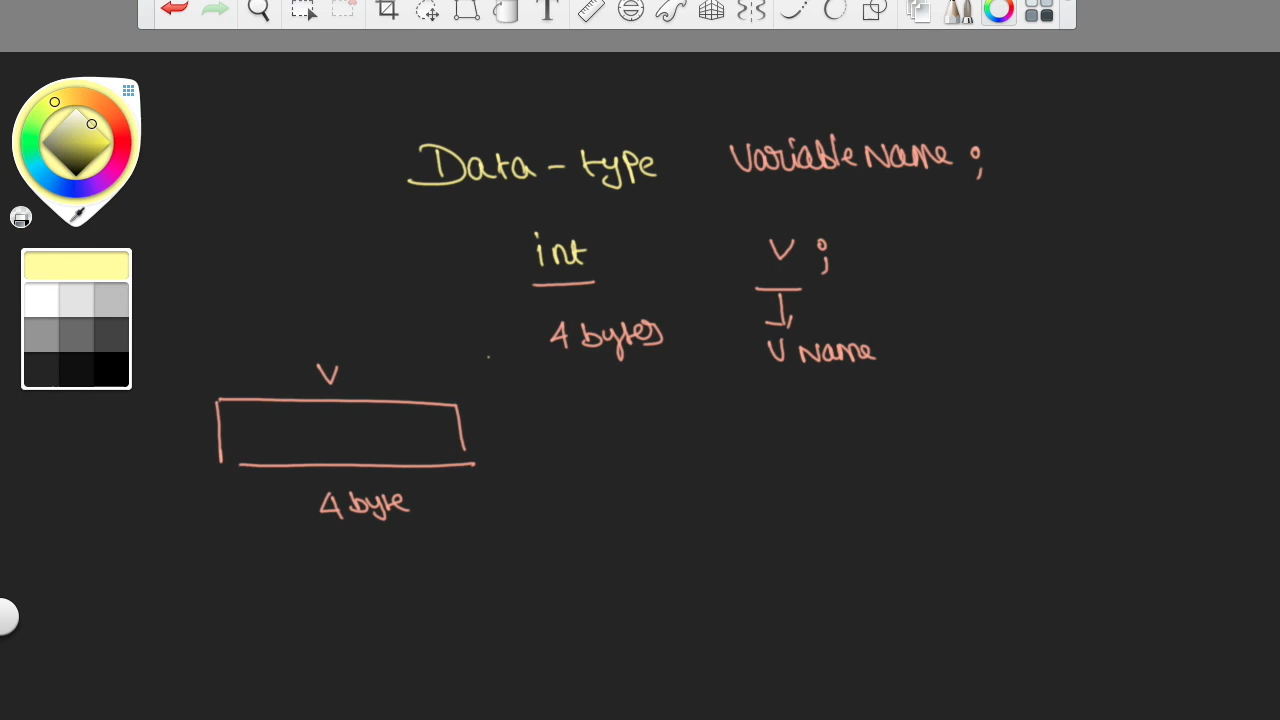 Data-type variableName;
int v;
4 bytes
v Name
v
4 byte